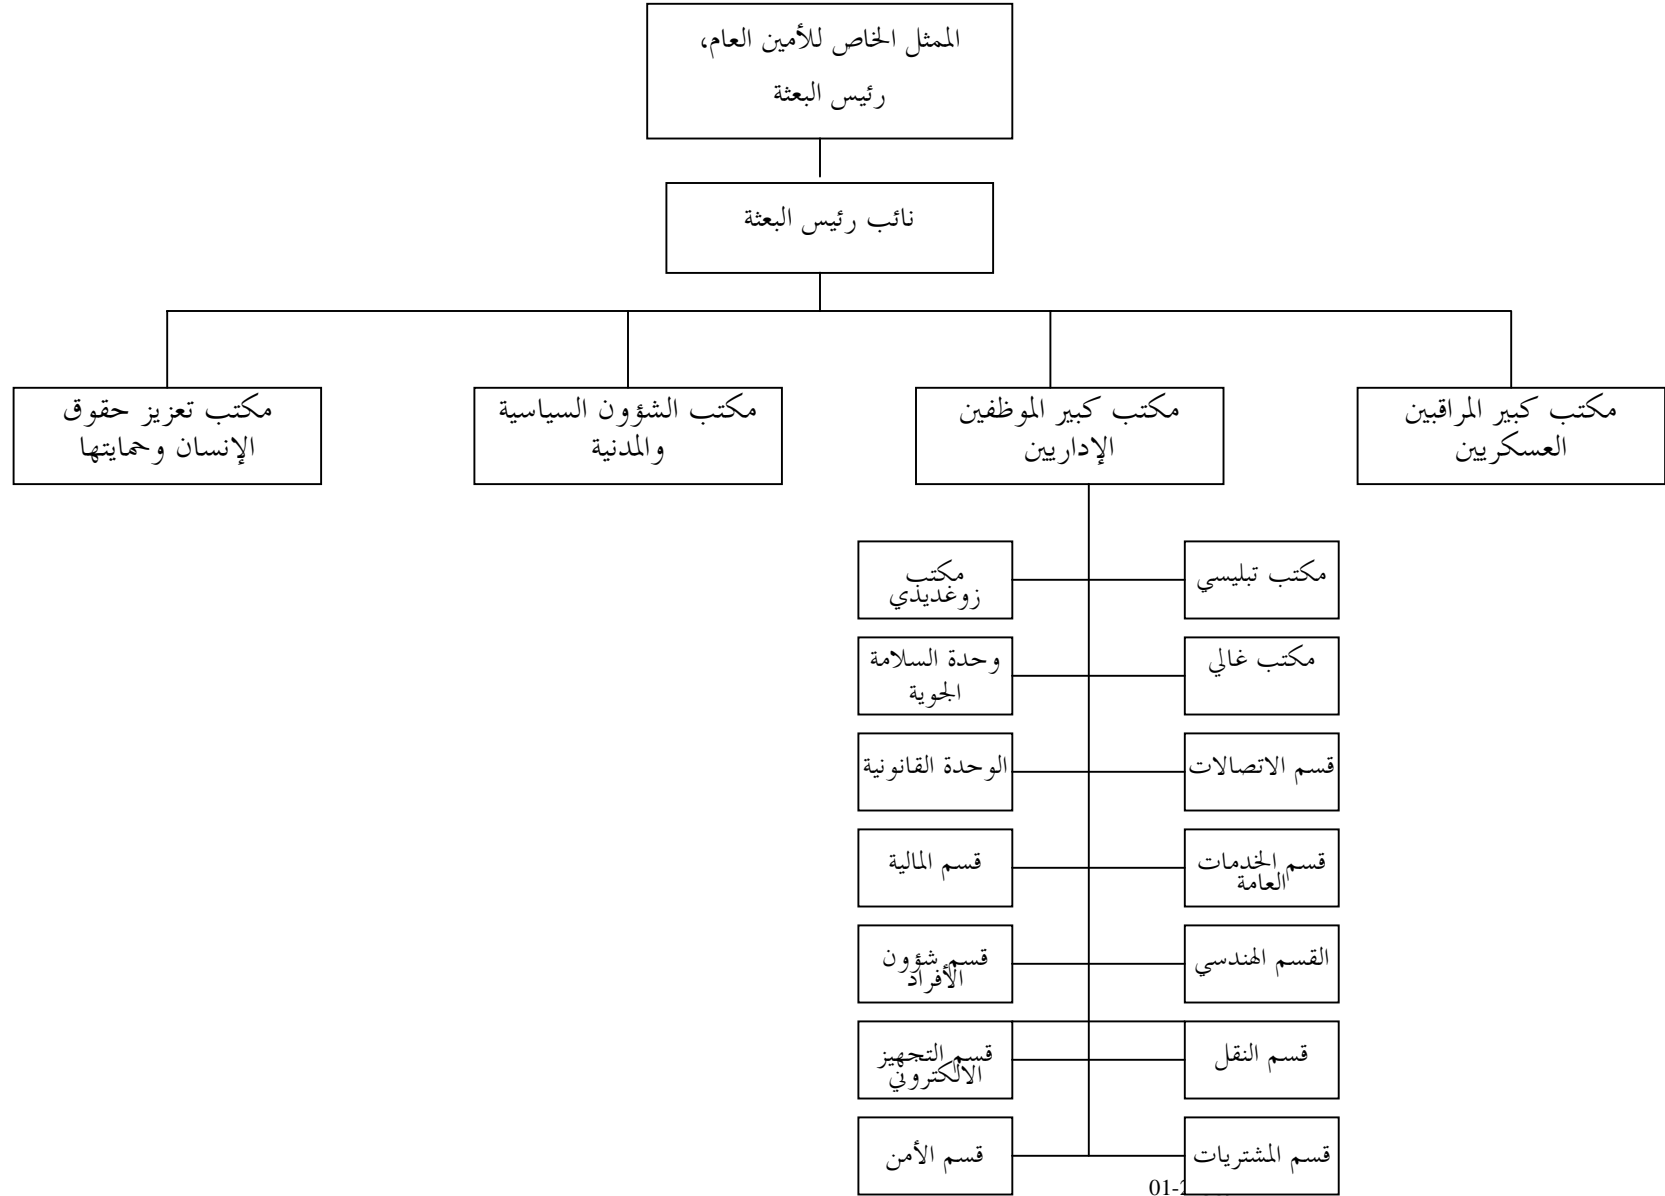 الممثل الخاص للأمين العام،
رئيس البعثة
نائب رئيس البعثة
مكتب كبير المراقبين
العسكريين
مكتب كبير الموظفين
الإداريين
مكتب الشؤون السياسية
والمدنية
مكتب تعزيز حقوق
الإنسان وحمايتها
مكتب تبليسي
مكتب
زوغديدي
مكتب غالي
وحدة السلامة
الجوية
قسم الاتصالات
الوحدة القانونية
قسم الخدمات
العامة
قسم المالية
القسم الهندسي
قسم شؤون
الأفراد
قسم النقل
قسم التجهيز
الالكتروني
قسم المشتريات
قسم الأمن